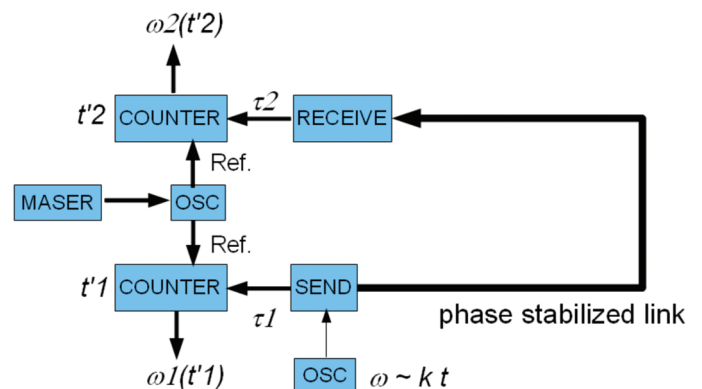 ω2(t'2)
t'2 COUNTER τ2 RECEIVE
Ref.
MASER OSC
Ref.
t'1 COUNTER τ1 SEND
phase stabilized link
ω1(t'1) OSC ω ~ k t